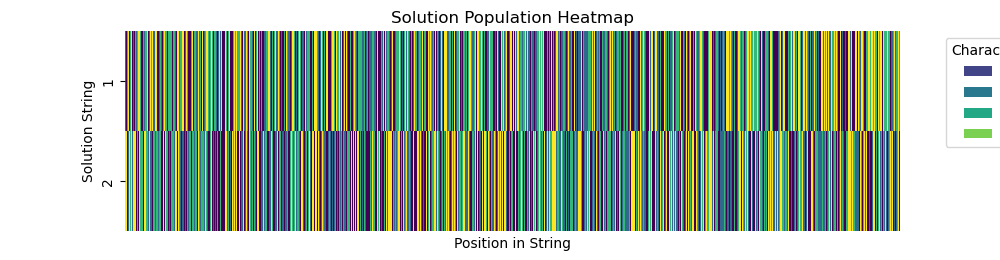 Solution Population Heatmap
Solution String
1
2
Position in String
Charac